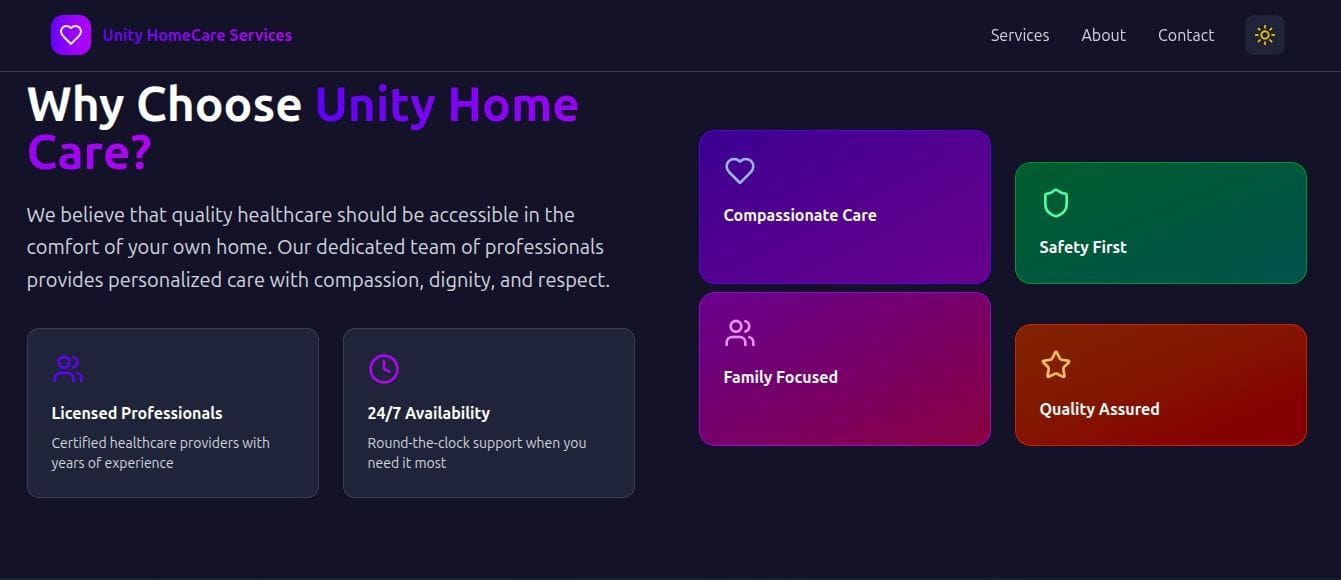 Unity HomeCare Services
Services
About
Contact
Why Choose Unity Home
Care?
We believe that quality healthcare should be accessible in the
comfort of your own home. Our dedicated team of professionals
provides personalized care with compassion, dignity, and respect.
Licensed Professionals
Certified healthcare providers with
years of experience
24/7 Availability
Round-the-clock support when you
need it most
Compassionate Care
Safety First
Family Focused
Quality Assured